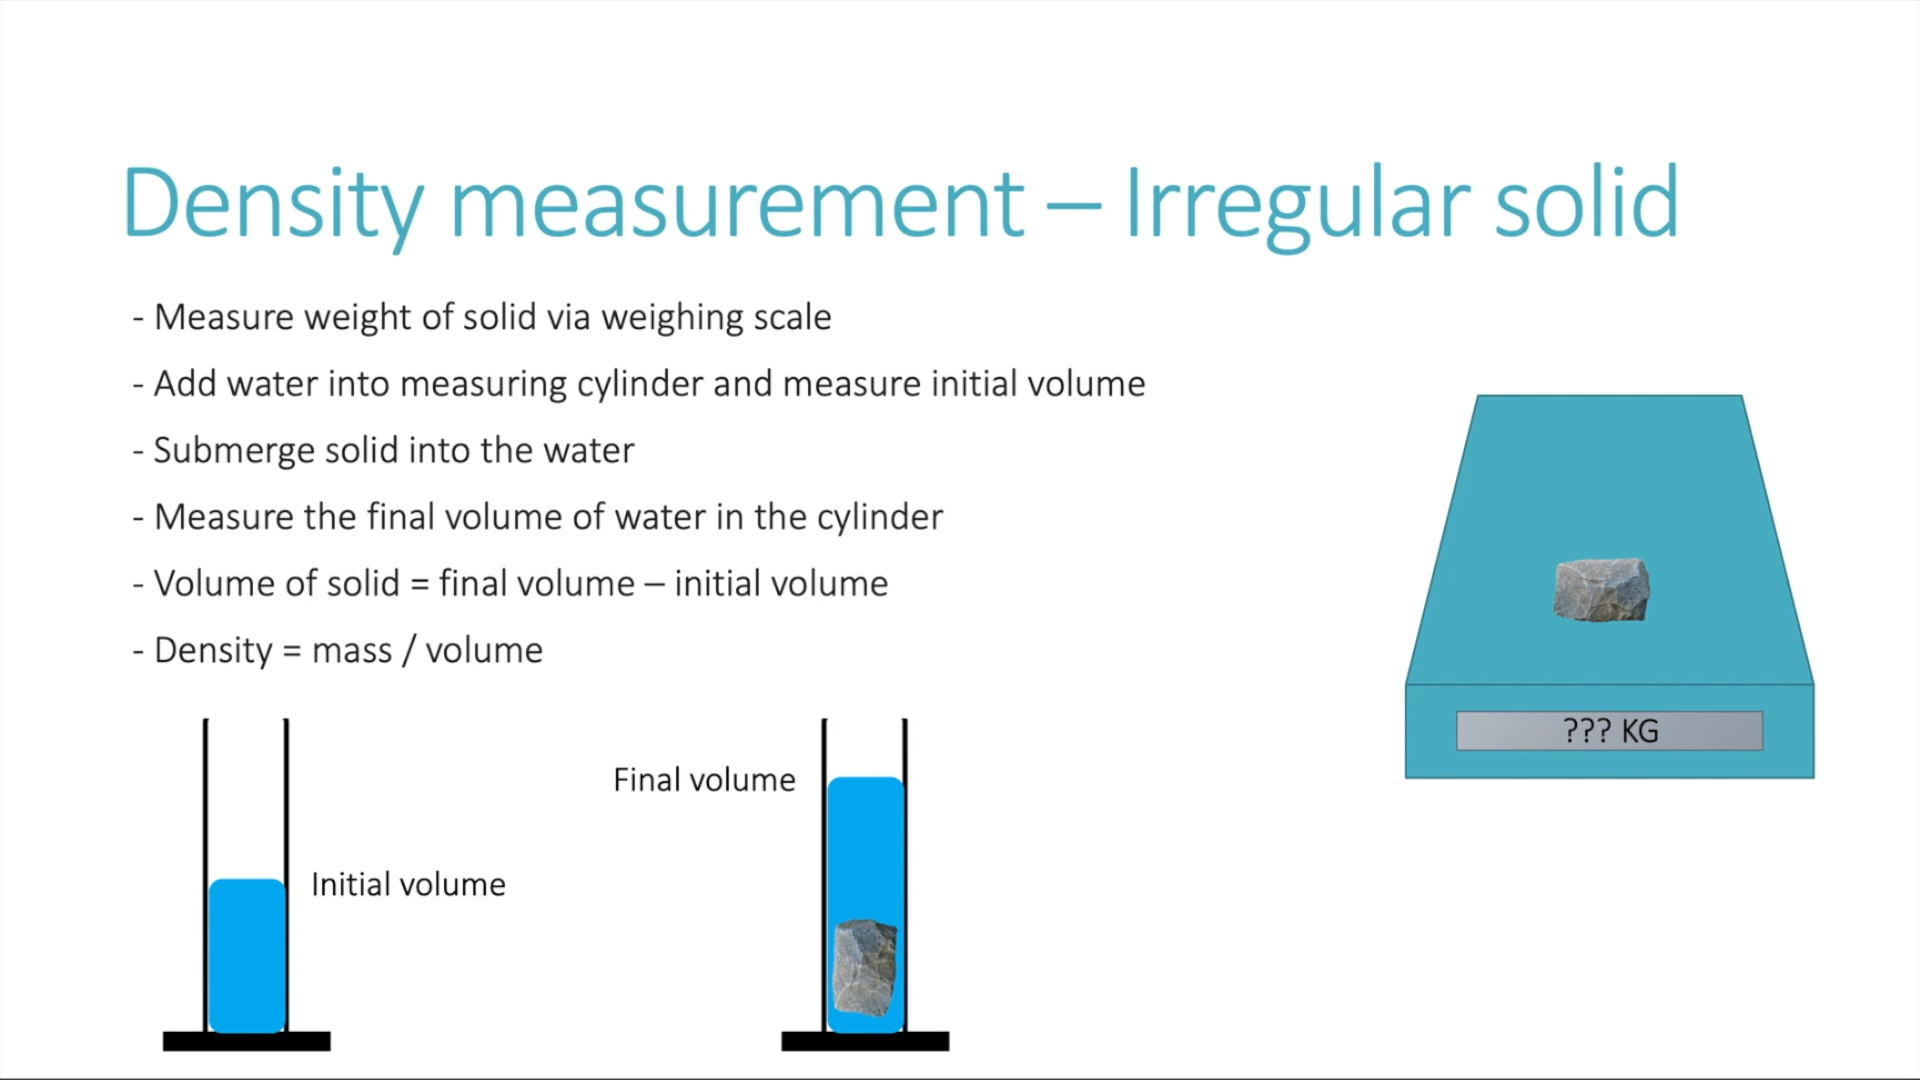 Density measurement – Irregular solid
- Measure weight of solid via weighing scale
- Add water into measuring cylinder and measure initial volume
- Submerge solid into the water
- Measure the final volume of water in the cylinder
- Volume of solid = final volume – initial volume
- Density = mass / volume
??? KG
Final volume
Initial volume